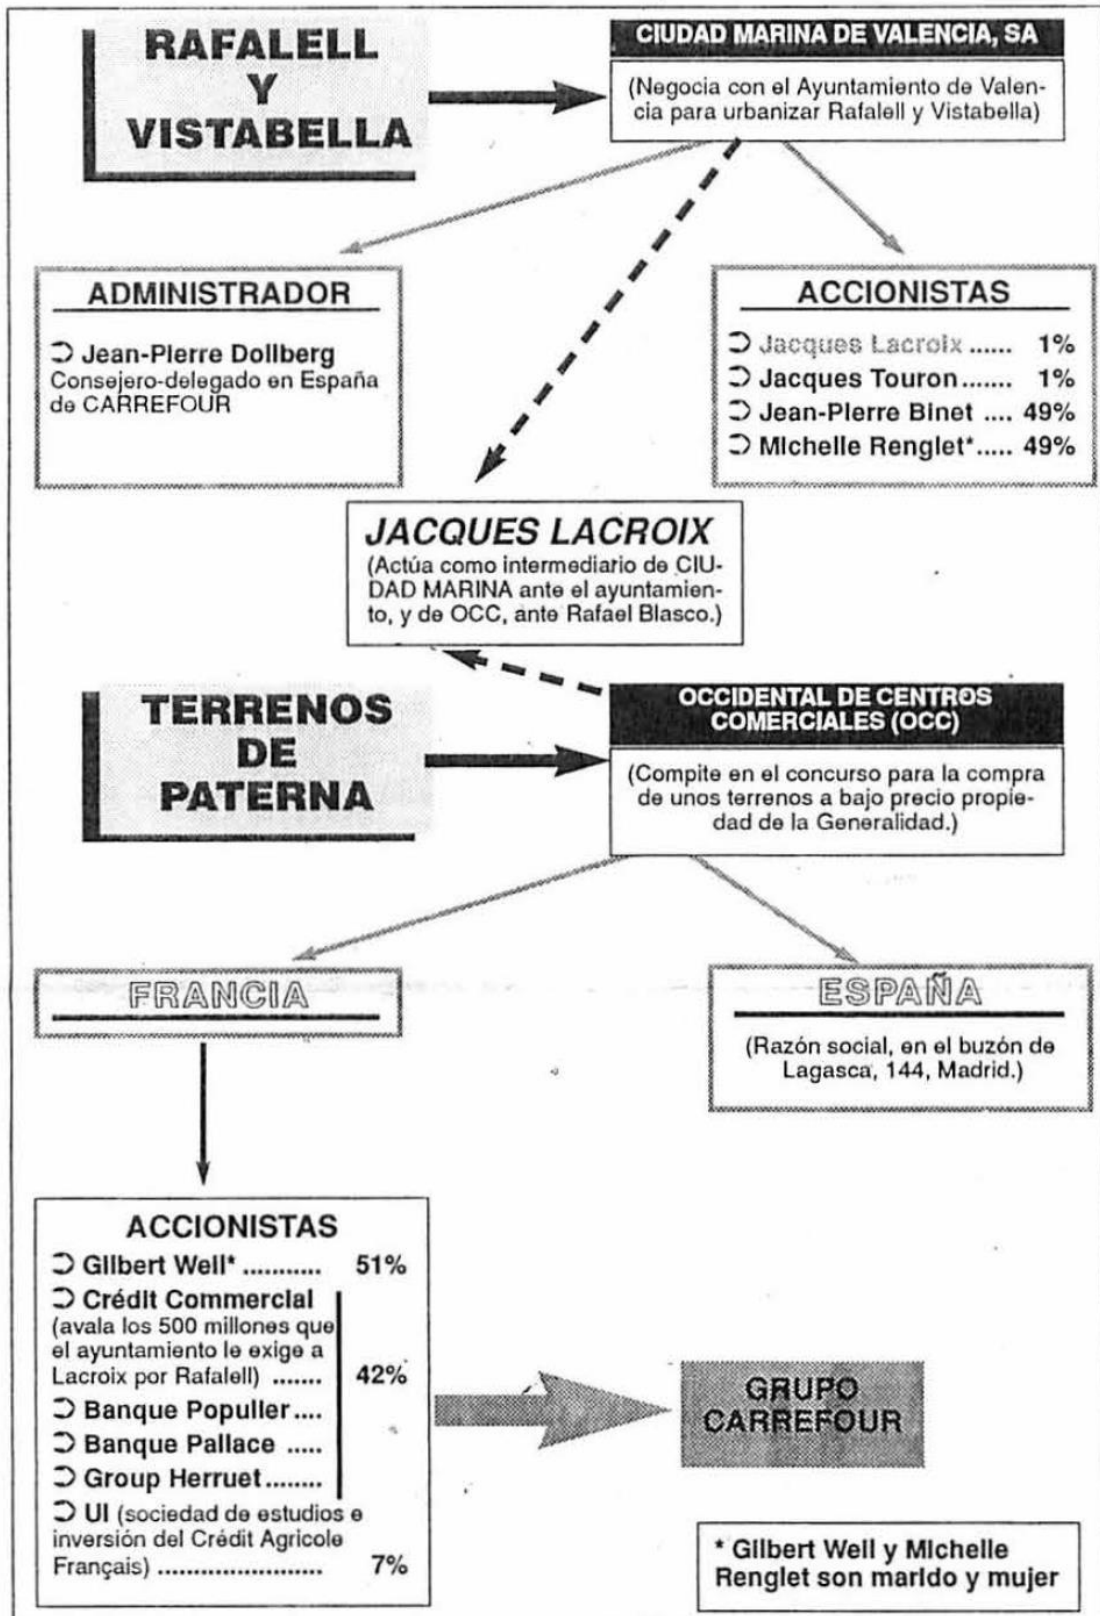 RAFALELL
Y
VISTABELLA
CIUDAD MARINA DE VALENCIA, SA
(Negocia con el Ayuntamiento de Valen-
cia para urbanizar Rafalell y Vistabella)
ADMINISTRADOR
Jean-Pierre Dollberg
Consejero-delegado en España
de CARREFOUR
ACCIONISTAS
Jacques Lacroix ...... 1%
Jacques Touron....... 1%
Jean-Pierre Binet .... 49%
Michelle Renglet*..... 49%
JACQUES LACROIX
(Actúa como intermediario de CIU-
DAD MARINA ante el ayuntamien-
to, y de OCC, ante Rafael Blasco.)
TERRENOS
DE
PATERNA
OCCIDENTAL DE CENTROS
COMERCIALES (OCC)
(Compite en el concurso para la compra
de unos terrenos a bajo precio propie-
dad de la Generalidad.)
FRANCIA
ESPAÑA
(Razón social, en el buzón de
Lagasca, 144, Madrid.)
ACCIONISTAS
Gilbert Well* ........... 51%
Crédit Commercial
(avala los 500 millones que
el ayuntamiento le exige a
Lacroix por Rafalell) ....... 42%
Banque Populler....
Banque Pallace .....
Group Herruet........
UI (sociedad de estudios e
inversión del Crédit Agricole
Français) ....................... 7%
GRUPO
CARREFOUR
* Gilbert Well y Michelle
Renglet son marido y mujer